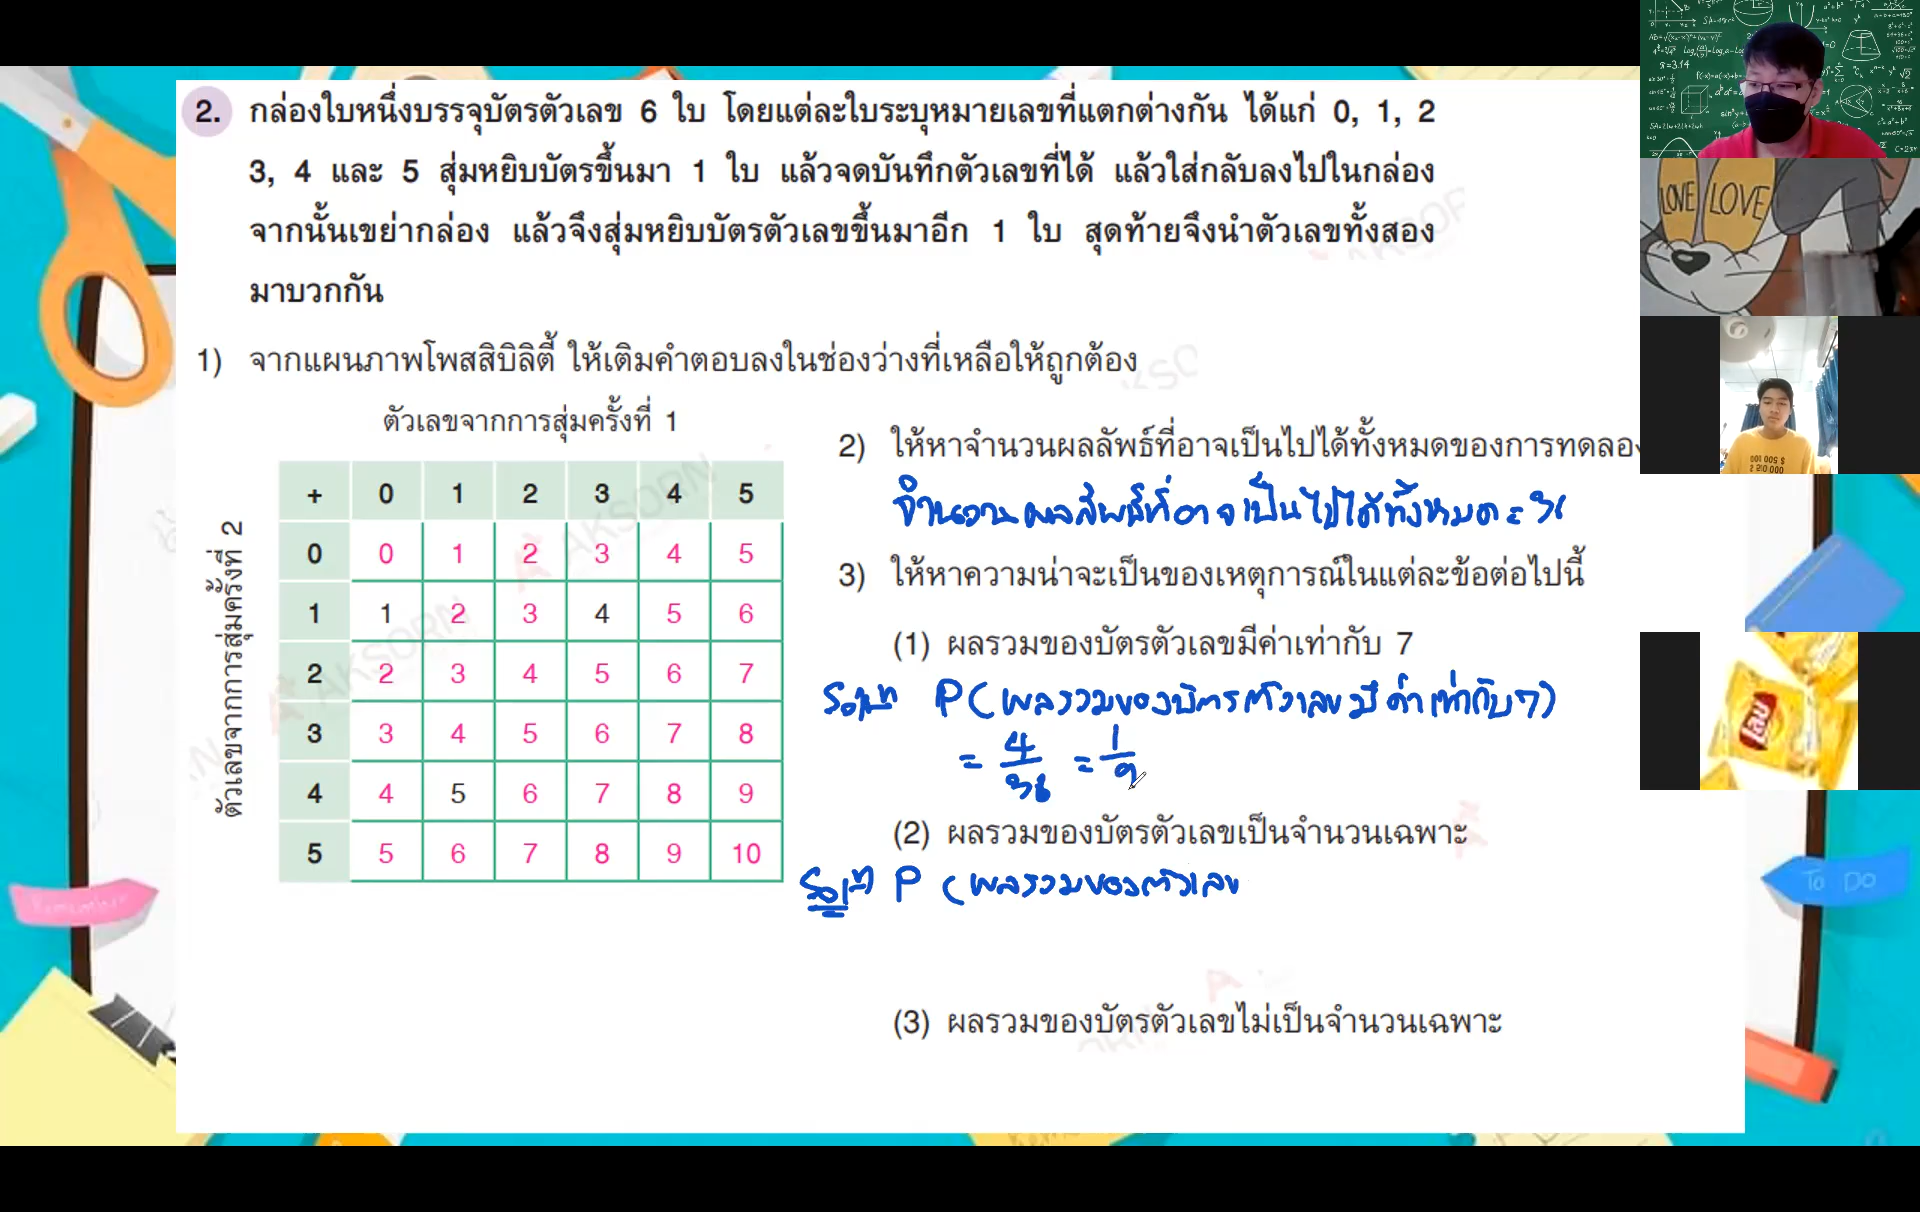 2. กล่องใบหนึ่งบรรจุบัตรตัวเลข 6 ใบ โดยแต่ละใบระบุหมายเลขที่แตกต่างกัน ได้แก่ 0, 1, 2
3, 4 และ 5 สุ่มหยิบบัตรขึ้นมา 1 ใบ แล้วจดบันทึกตัวเลขที่ได้ แล้วใส่กลับลงไปในกล่อง
จากนั้นเขย่ากล่อง แล้วจึงสุ่มหยิบบัตรตัวเลขขึ้นมาอีก 1 ใบ สุดท้ายจึงนำตัวเลขทั้งสอง
มาบวกกัน
1) จากแผนภาพโพสสิบิลิตี้ ให้เติมคำตอบลงในช่องว่างที่เหลือให้ถูกต้อง
ตัวเลขจากการสุ่มครั้งที่ 1
ตัวเลขจากการสุ่มครั้งที่ 2
+ 0 1 2 3 4 5
0 0 1 2 3 4 5
1 1 2 3 4 5 6
2 2 3 4 5 6 7
3 3 4 5 6 7 8
4 4 5 6 7 8 9
5 5 6 7 8 9 10
2) ให้หาจำนวนผลลัพธ์ที่อาจเป็นไปได้ทั้งหมดของการทดลอง
จำนวนผลลัพธ์ที่อาจเป็นไปได้ทั้งหมด = 36
3) ให้หาความน่าจะเป็นของเหตุการณ์ในแต่ละข้อต่อไปนี้
(1) ผลรวมของบัตรตัวเลขมีค่าเท่ากับ 7
Soln P (ผลรวมของบัตรตัวเลขมีค่าเท่ากับ 7)
= 4/36 = 1/9
(2) ผลรวมของบัตรตัวเลขเป็นจำนวนเฉพาะ
Soln P (ผลรวมของตัวเลข
(3) ผลรวมของบัตรตัวเลขไม่เป็นจำนวนเฉพาะ
AKSORN
LOVE LOVE
To Do
Remember
π = 3.14
001 005 $
2 210 000
เลย์